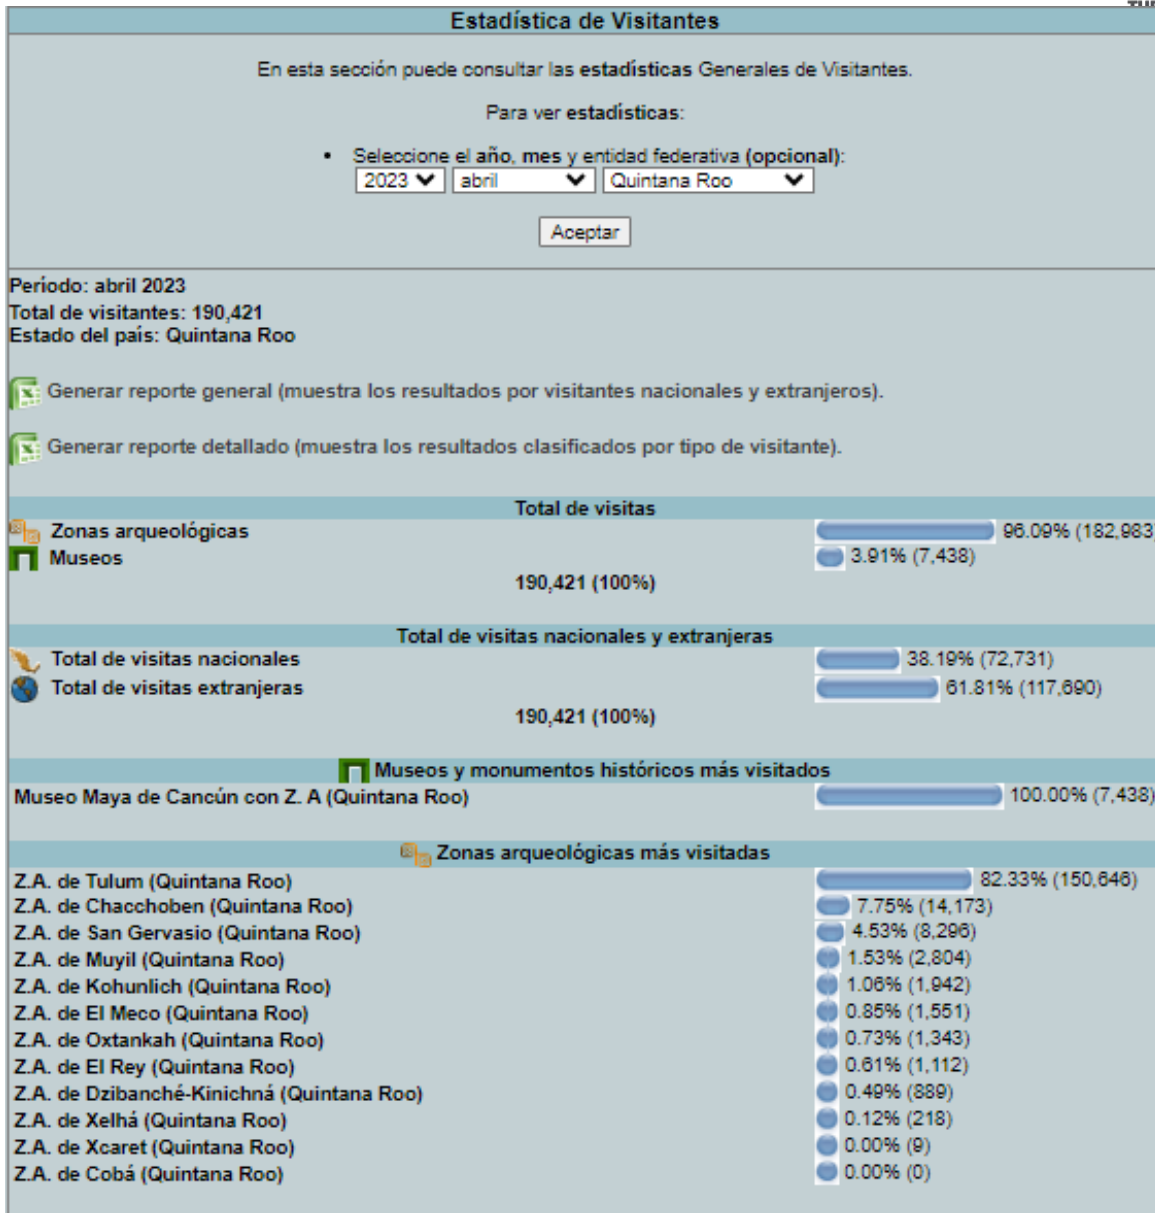 Estadística de Visitantes
En esta sección puede consultar las estadísticas Generales de Visitantes.
Para ver estadísticas:
• Seleccione el año, mes y entidad federativa (opcional):
2023 abril Quintana Roo
Aceptar
Período: abril 2023
Total de visitantes: 190,421
Estado del país: Quintana Roo
Generar reporte general (muestra los resultados por visitantes nacionales y extranjeros).
Generar reporte detallado (muestra los resultados clasificados por tipo de visitante).
Total de visitas
Zonas arqueológicas 96.09% (182,983)
Museos 3.91% (7,438)
190,421 (100%)
Total de visitas nacionales y extranjeras
Total de visitas nacionales 38.19% (72,731)
Total de visitas extranjeras 61.81% (117,690)
190,421 (100%)
Museos y monumentos históricos más visitados
Museo Maya de Cancún con Z. A (Quintana Roo) 100.00% (7,438)
Zonas arqueológicas más visitadas
Z.A. de Tulum (Quintana Roo) 82.33% (150,646)
Z.A. de Chacchoben (Quintana Roo) 7.75% (14,173)
Z.A. de San Gervasio (Quintana Roo) 4.53% (8,296)
Z.A. de Muyil (Quintana Roo) 1.53% (2,804)
Z.A. de Kohunlich (Quintana Roo) 1.06% (1,942)
Z.A. de El Meco (Quintana Roo) 0.85% (1,551)
Z.A. de Oxtankah (Quintana Roo) 0.73% (1,343)
Z.A. de El Rey (Quintana Roo) 0.61% (1,112)
Z.A. de Dzibanché-Kinichná (Quintana Roo) 0.49% (889)
Z.A. de Xelhá (Quintana Roo) 0.12% (218)
Z.A. de Xcaret (Quintana Roo) 0.00% (9)
Z.A. de Cobá (Quintana Roo) 0.00% (0)